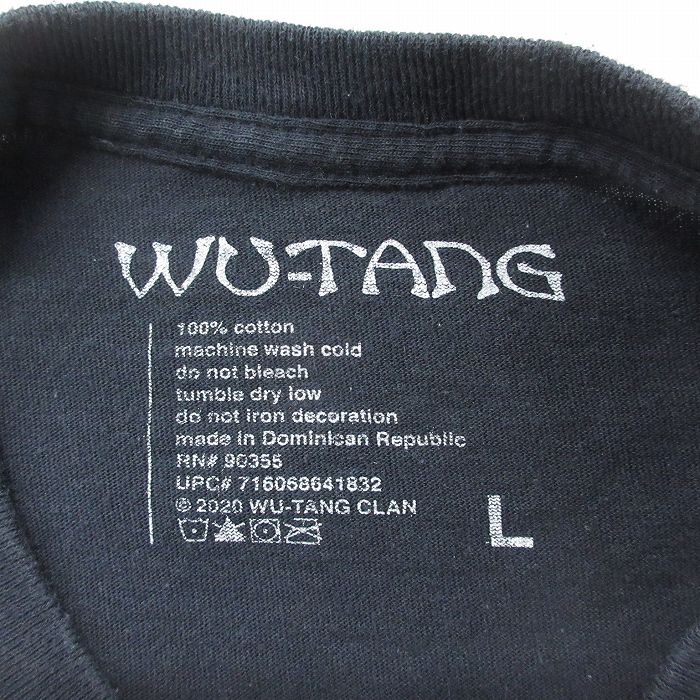 WU-TANG
100% cotton
machine wash cold
do not bleach
tumble dry low
do not iron decoration
made in Dominican Republic
RN# 90355
UPC# 716068641832
© 2020 WU-TANG CLAN
L